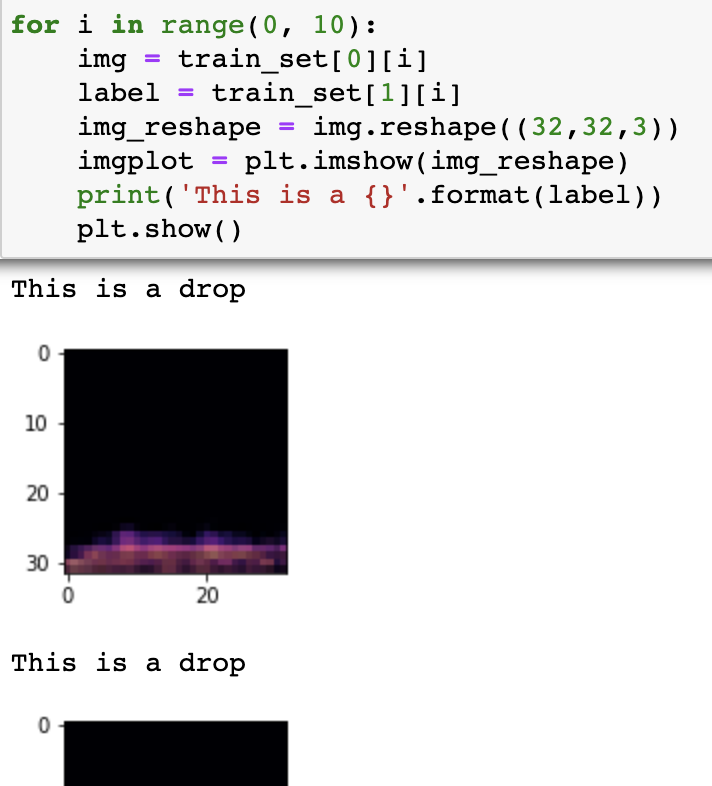 for i in range(0, 10):
    img = train_set[0][i]
    label = train_set[1][i]
    img_reshape = img.reshape((32,32,3))
    imgplot = plt.imshow(img_reshape)
    print('This is a {}'.format(label))
    plt.show()
This is a drop
0
10
20
30
0 20
This is a drop
0